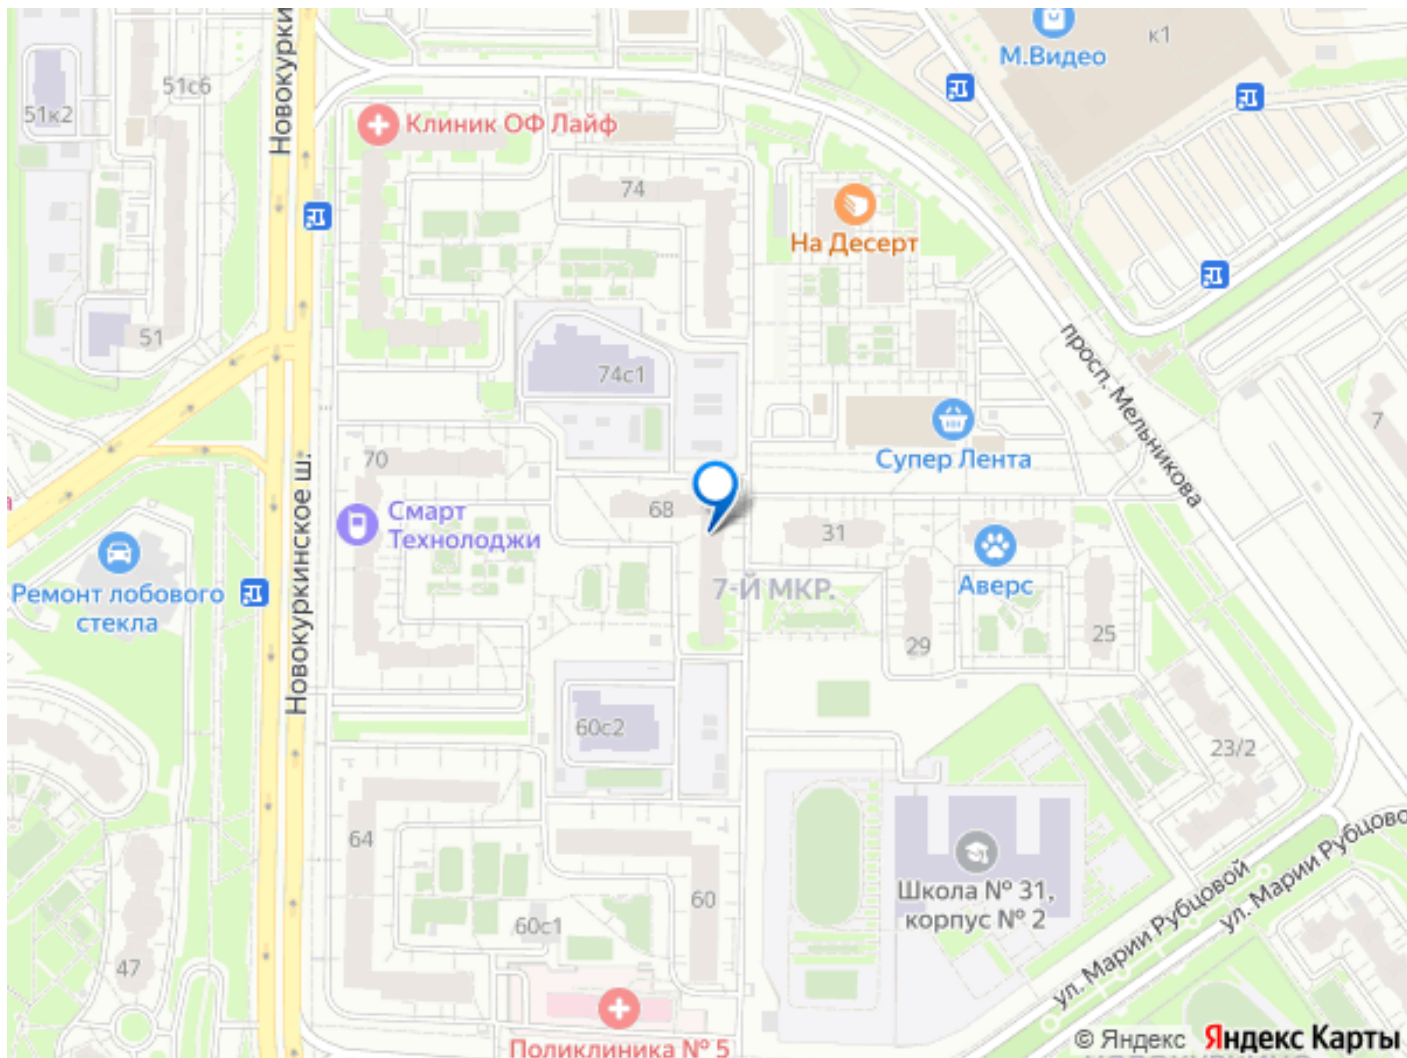 М.Видео
к1
51с6
51к2
Новокурки
Клиник ОФ Лайф
74
На Десерт
51
74с1
просп. Мельникова
7
Супер Лента
70
Новокуркинское ш.
а
68
Смарт
Технолоджи
31
Аверс
Ремонт лобового
стекла
7-Й МКР.
29
25
60с2
23/2
64
60
Школа № 31,
корпус № 2
ул. Марии Рубцовой
ул. Марии Рубцово
60с1
47
Поликлиника № 5
© Яндекс Яндекс Карты